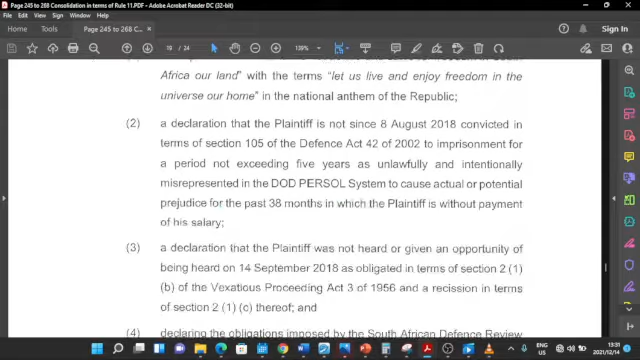 Page 245 to 268 Consolidation in terms of Rule 11.PDF - Adobe Acrobat Reader DC (32-bit)
File Edit View Sign Window Help
Home Tools Sign In
19 / 24 139%
Africa our land" with the terms "let us live and enjoy freedom in the
universe our home" in the national anthem of the Republic;
(2) a declaration that the Plaintiff is not since 8 August 2018 convicted in
terms of section 105 of the Defence Act 42 of 2002 to imprisonment for
a period not exceeding five years as unlawfully and intentionally
misrepresented in the DOD PERSOL System to cause actual or potential
prejudice for the past 38 months in which the Plaintiff is without payment
of his salary;
(3) a declaration that the Plaintiff was not heard or given an opportunity of
being heard on 14 September 2018 as obligated in terms of section 2 (1)
(b) of the Vexatious Proceeding Act 3 of 1956 and a recission in terms
of section 2 (1) (c) thereof; and
(4) declaring the obligations imposed by the South African Defence Review
13:35
2021/12/14